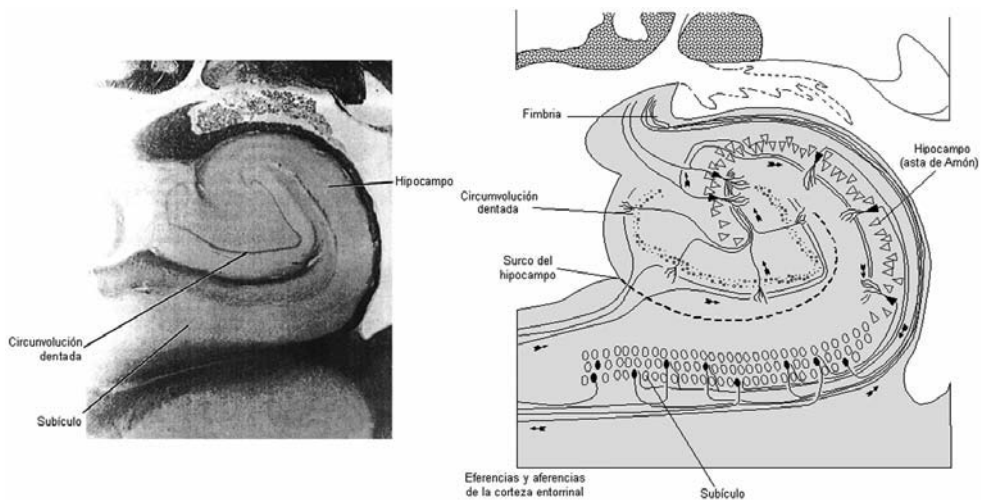 Hipocampo
Circunvolución
dentada
Subículo
Fimbria
Hipocampo
(asta de Amón)
Circunvolución
dentada
Surco del
hipocampo
Eferencias y aferencias
de la corteza entorrinal
Subículo